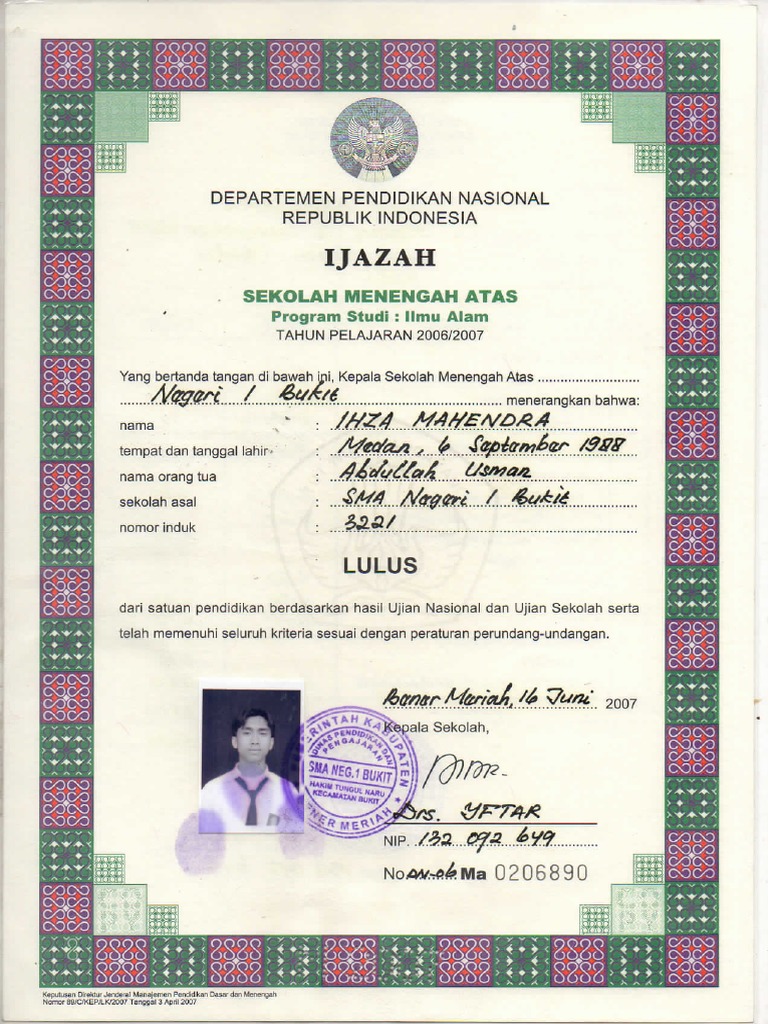 DEPARTEMEN PENDIDIKAN NASIONAL
REPUBLIK INDONESIA
IJAZAH
SEKOLAH MENENGAH ATAS
Program Studi : Ilmu Alam
TAHUN PELAJARAN 2006/2007
Yang bertanda tangan di bawah ini, Kepala Sekolah Menengah Atas
Nagari 1 Bukit menerangkan bahwa:
nama : IHZA MAHENDRA
tempat dan tanggal lahir : Medan, 6 Saptambar 1988
nama orang tua : Abdullah Usman
sekolah asal : SMA Nagari 1 Bukit
nomor induk : 3221
LULUS
dari satuan pendidikan berdasarkan hasil Ujian Nasional dan Ujian Sekolah serta
telah memenuhi seluruh kriteria sesuai dengan peraturan perundang-undangan.
Banar Mariah, 16 Juni 2007
Kepala Sekolah,
PEMERINTAH KABUPATEN
DINAS PENDIDIKAN DAN
PENGAJARAN
SMA NEG.1 BUKIT
HAKIM TUNGUL NARU
KECAMATAN BUKIT
BENER MERIAH
Drs. YFTAR
NIP. 132 092 649
No. DN-06 Ma 0206890
Keputusan Direktur Jenderal Manajemen Pendidikan Dasar dan Menengah
Nomor 89/C/KEP/LK/2007 Tanggal 3 April 2007